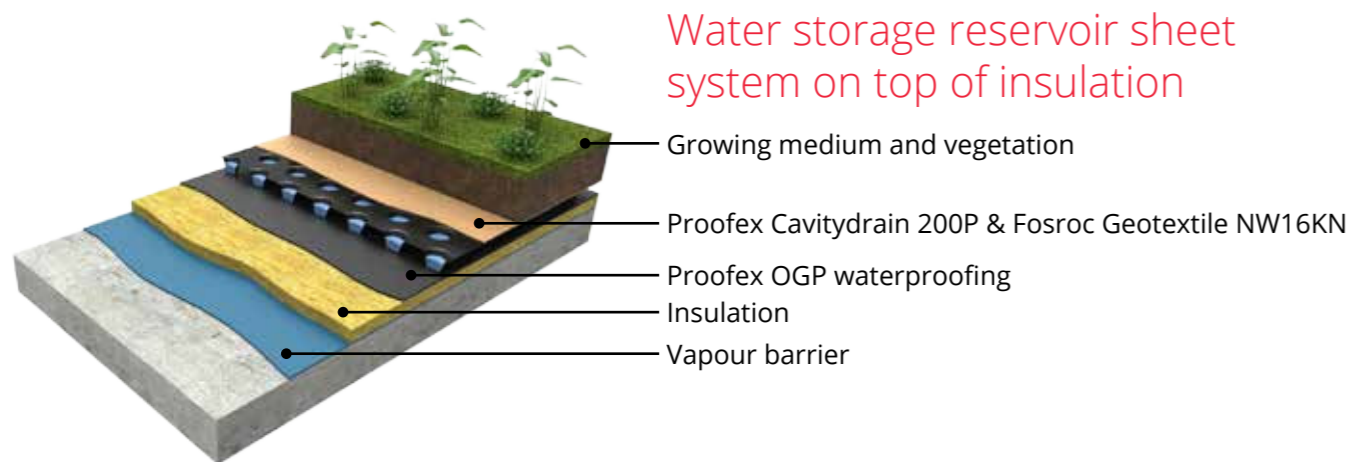 Water storage reservoir sheet
system on top of insulation
Growing medium and vegetation
Proofex Cavitydrain 200P & Fosroc Geotextile NW16KN
Proofex OGP waterproofing
Insulation
Vapour barrier